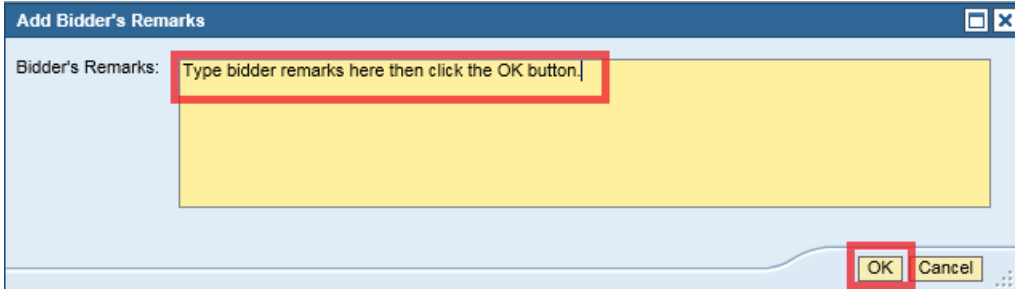 Add Bidder's Remarks
Bidder's Remarks: Type bidder remarks here then click the OK button.
OK Cancel